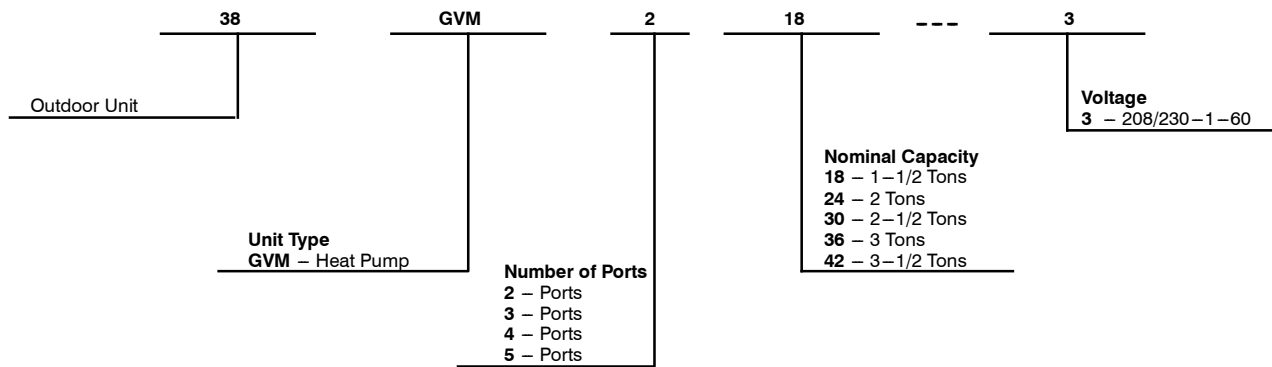 38 GVM 2 18 --- 3
Outdoor Unit
Voltage
3 – 208/230–1–60
Nominal Capacity
18 – 1–1/2 Tons
24 – 2 Tons
30 – 2–1/2 Tons
36 – 3 Tons
42 – 3–1/2 Tons
Unit Type
GVM – Heat Pump
Number of Ports
2 – Ports
3 – Ports
4 – Ports
5 – Ports